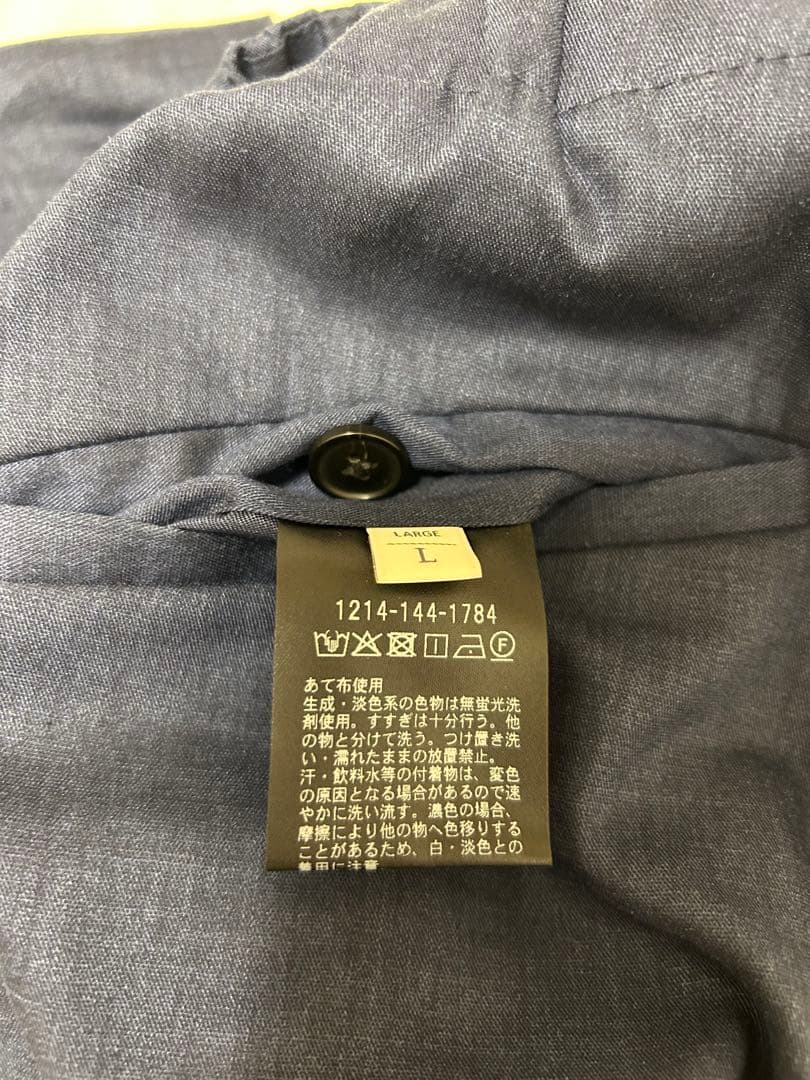 LARGE
L
1214-144-1784
F
あて布使用
生成・淡色系の色物は無蛍光洗
剤使用。すすぎは十分行う。他
の物と分けて洗う。つけ置き洗
い・濡れたままの放置禁止。
汗・飲料水等の付着物は、変色
の原因となる場合があるので速
やかに洗い流す。濃色の場合、
摩擦により他の物へ色移りする
ことがあるため、白・淡色との
着用に注意